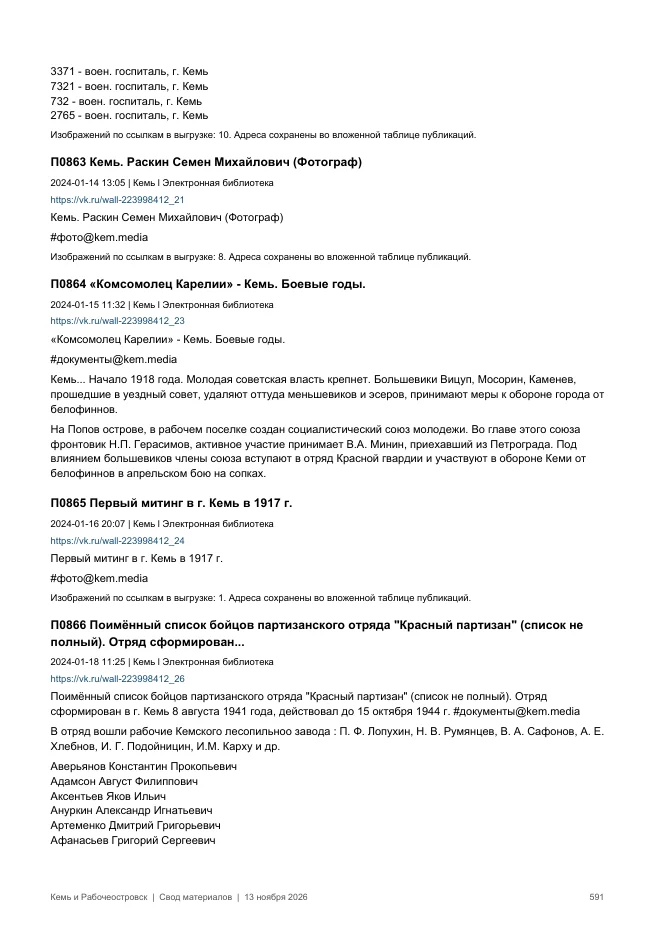 3371 - воен. госпиталь, г. Кемь
7321 - воен. госпиталь, г. Кемь
732 - воен. госпиталь, г. Кемь
2765 - воен. госпиталь, г. Кемь
Изображений по ссылкам в выгрузке: 10. Адреса сохранены во вложенной таблице публикаций.
П0863 Кемь. Раскин Семен Михайлович (Фотограф)
2024-01-14 13:05 | Кемь I Электронная библиотека
https://vk.ru/wall-223998412_21
Кемь. Раскин Семен Михайлович (Фотограф)
#фото@kem.media
Изображений по ссылкам в выгрузке: 8. Адреса сохранены во вложенной таблице публикаций.
П0864 «Комсомолец Карелии» - Кемь. Боевые годы.
2024-01-15 11:32 | Кемь I Электронная библиотека
https://vk.ru/wall-223998412_23
«Комсомолец Карелии» - Кемь. Боевые годы.
#документы@kem.media
Кемь... Начало 1918 года. Молодая советская власть крепнет. Большевики Вицуп, Мосорин, Каменев,
прошедшие в уездный совет, удаляют оттуда меньшевиков и эсеров, принимают меры к обороне города от
белофиннов.
На Попов острове, в рабочем поселке создан социалистический союз молодежи. Во главе этого союза
фронтовик Н.П. Герасимов, активное участие принимает В.А. Минин, приехавший из Петрограда. Под
влиянием большевиков члены союза вступают в отряд Красной гвардии и участвуют в обороне Кеми от
белофиннов в апрельском бою на сопках.
П0865 Первый митинг в г. Кемь в 1917 г.
2024-01-16 20:07 | Кемь I Электронная библиотека
https://vk.ru/wall-223998412_24
Первый митинг в г. Кемь в 1917 г.
#фото@kem.media
Изображений по ссылкам в выгрузке: 1. Адреса сохранены во вложенной таблице публикаций.
П0866 Поимённый список бойцов партизанского отряда "Красный партизан" (список не
полный). Отряд сформирован...
2024-01-18 11:25 | Кемь I Электронная библиотека
https://vk.ru/wall-223998412_26
Поимённый список бойцов партизанского отряда "Красный партизан" (список не полный). Отряд
сформирован в г. Кемь 8 августа 1941 года, действовал до 15 октября 1944 г. #документы@kem.media
В отряд вошли рабочие Кемского лесопильноо завода : П. Ф. Лопухин, Н. В. Румянцев, В. А. Сафонов, А. Е.
Хлебнов, И. Г. Подойницин, И.М. Карху и др.
Аверьянов Константин Прокопьевич
Адамсон Август Филиппович
Аксентьев Яков Ильич
Ануркин Александр Игнатьевич
Артеменко Дмитрий Григорьевич
Афанасьев Григорий Сергеевич
Кемь и Рабочеостровск | Свод материалов | 13 ноября 2026
591